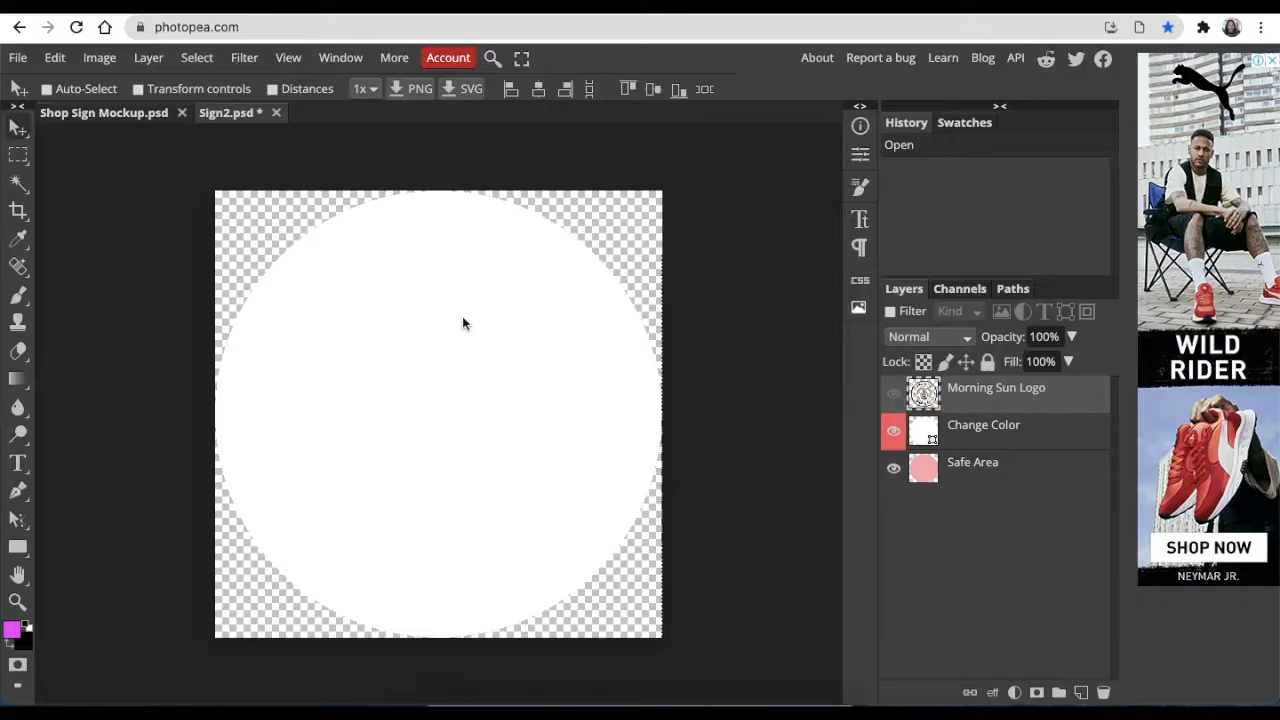 photopea.com
File Edit Image Layer Select Filter View Window More Account About Report a bug Learn Blog API
Auto-Select Transform controls Distances 1x PNG SVG
Shop Sign Mockup.psd Sign2.psd *
History Swatches
Open
CSS
Layers Channels Paths
Filter Kind
Normal Opacity: 100%
Lock: Fill: 100%
Morning Sun Logo
Change Color
Safe Area
eff
WILD
RIDER
SHOP NOW
NEYMAR JR.